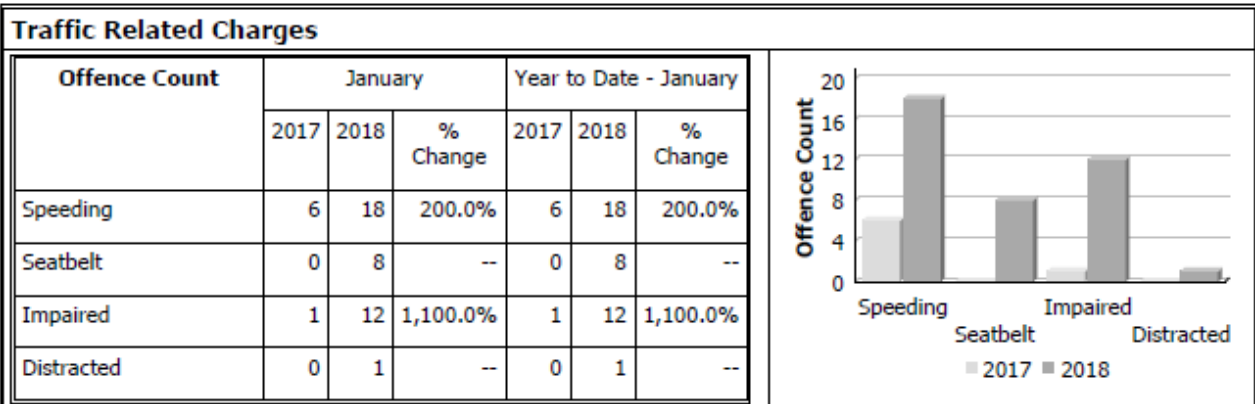 Traffic Related Charges
Offence Count January Year to Date - January
2017 2018 % Change 2017 2018 % Change
Speeding 6 18 200.0% 6 18 200.0%
Seatbelt 0 8 -- 0 8 --
Impaired 1 12 1,100.0% 1 12 1,100.0%
Distracted 0 1 -- 0 1 --
Offence Count
20
16
12
8
4
0
Speeding
Seatbelt
Impaired
Distracted
2017 2018